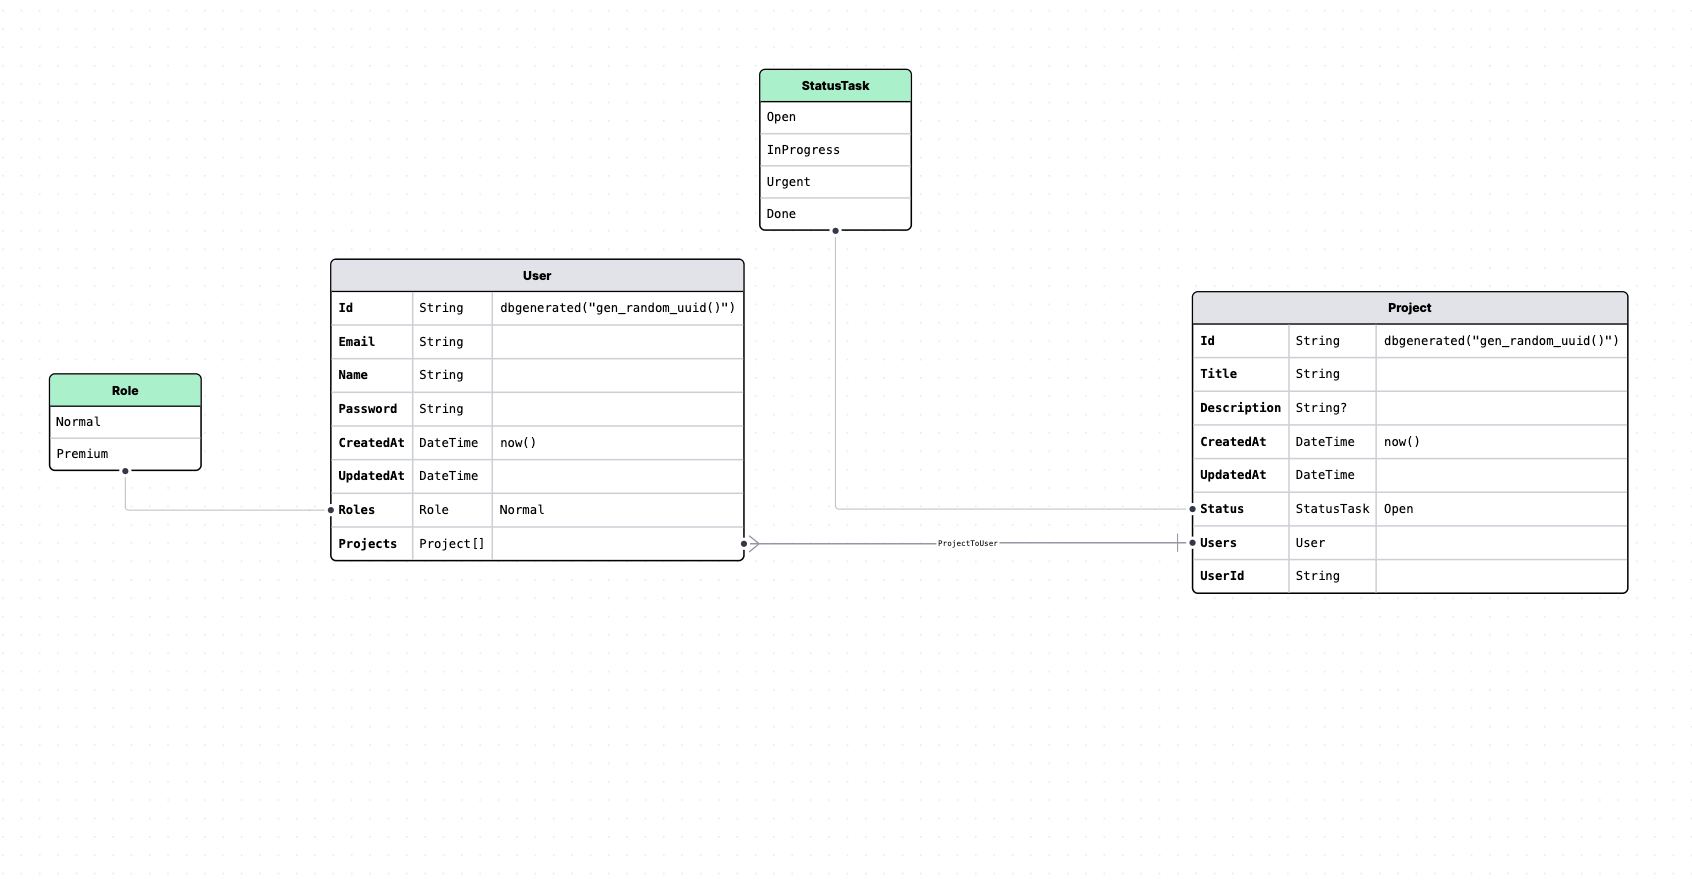 StatusTask
Open
InProgress
Urgent
Done
User
Id String dbgenerated("gen_random_uuid()")
Email String
Name String
Password String
CreatedAt DateTime now()
UpdatedAt DateTime
Roles Role Normal
Projects Project[]
Role
Normal
Premium
ProjectToUser
Project
Id String dbgenerated("gen_random_uuid()")
Title String
Description String?
CreatedAt DateTime now()
UpdatedAt DateTime
Status StatusTask Open
Users User
UserId String